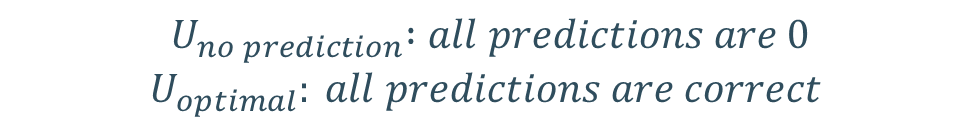 U_no prediction: all predictions are 0
U_optimal: all predictions are correct